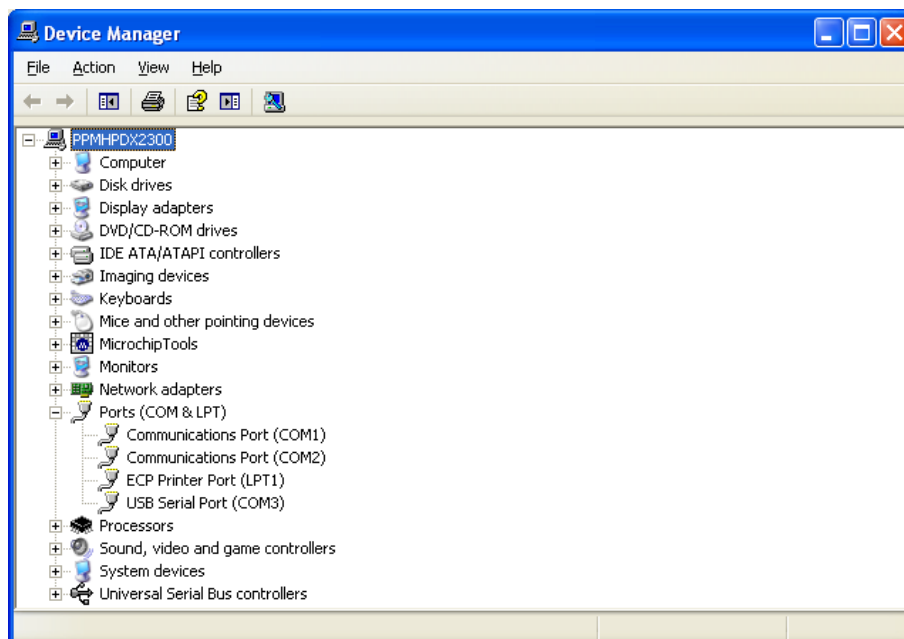 Device Manager
File Action View Help
PPMHPDX2300
Computer
Disk drives
Display adapters
DVD/CD-ROM drives
IDE ATA/ATAPI controllers
Imaging devices
Keyboards
Mice and other pointing devices
MicrochipTools
Monitors
Network adapters
Ports (COM & LPT)
Communications Port (COM1)
Communications Port (COM2)
ECP Printer Port (LPT1)
USB Serial Port (COM3)
Processors
Sound, video and game controllers
System devices
Universal Serial Bus controllers